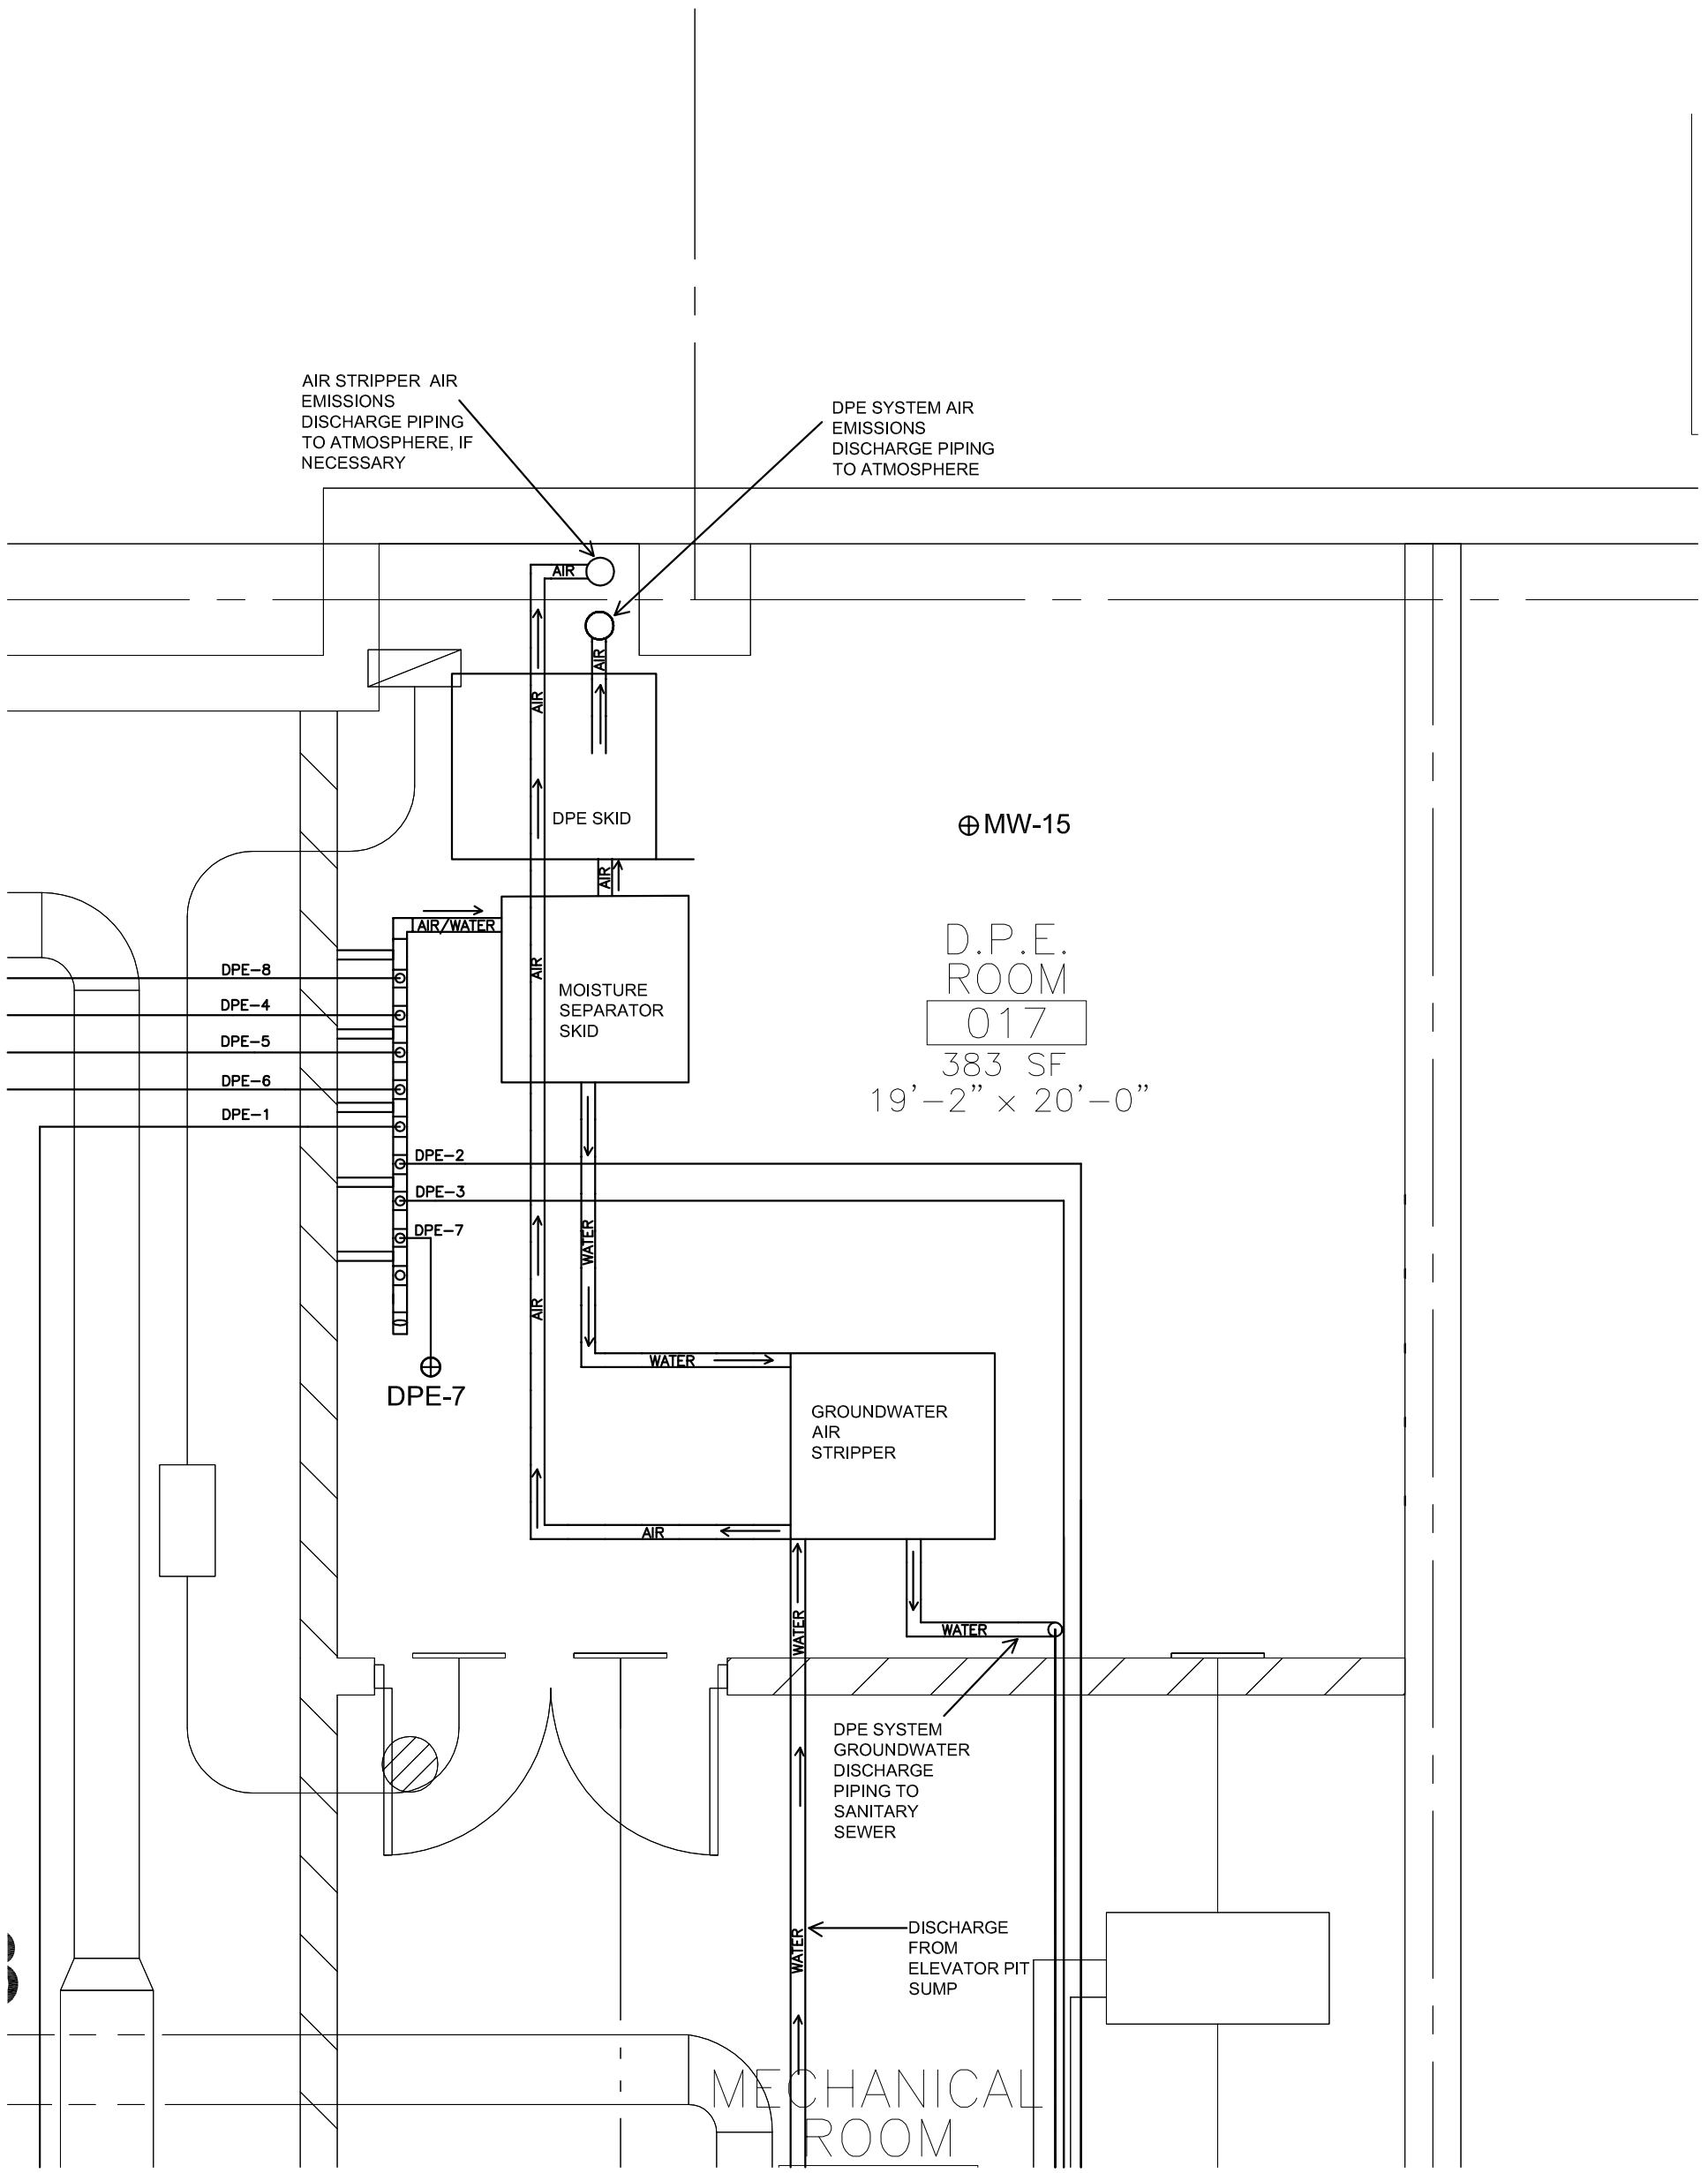 AIR STRIPPER AIR
EMISSIONS
DISCHARGE PIPING
TO ATMOSPHERE, IF
NECESSARY
DPE SYSTEM AIR
EMISSIONS
DISCHARGE PIPING
TO ATMOSPHERE
AIR
AIR
AIR
DPE SKID
MW-15
AIR
AIR/WATER
AIR
MOISTURE
SEPARATOR
SKID
D.P.E.
ROOM
017
383 SF
19'-2" x 20'-0"
DPE-8
DPE-4
DPE-5
DPE-6
DPE-1
DPE-2
DPE-3
DPE-7
WATER
AIR
WATER
DPE-7
GROUNDWATER
AIR
STRIPPER
AIR
WATER
WATER
DPE SYSTEM
GROUNDWATER
DISCHARGE
PIPING TO
SANITARY
SEWER
WATER
DISCHARGE
FROM
ELEVATOR PIT
SUMP
MECHANICAL
ROOM